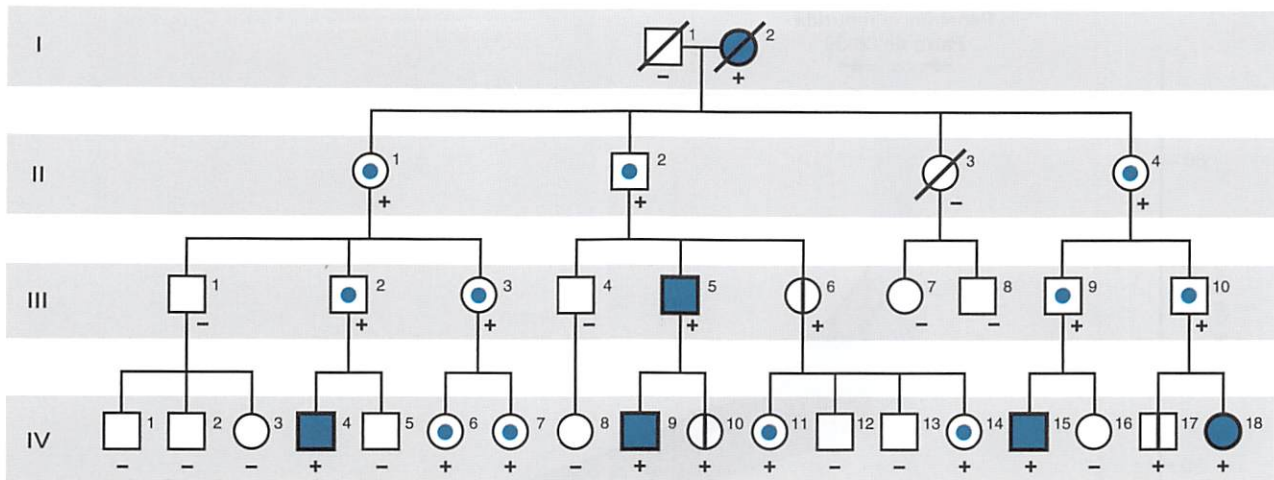 I 1 2
– +
II 1 2 3 4
+ + – +
III 1 2 3 4 5 6 7 8 9 10
– + + – + + – – + +
IV 1 2 3 4 5 6 7 8 9 10 11 12 13 14 15 16 17 18
– – – + – + + – + + + – – + + – + +